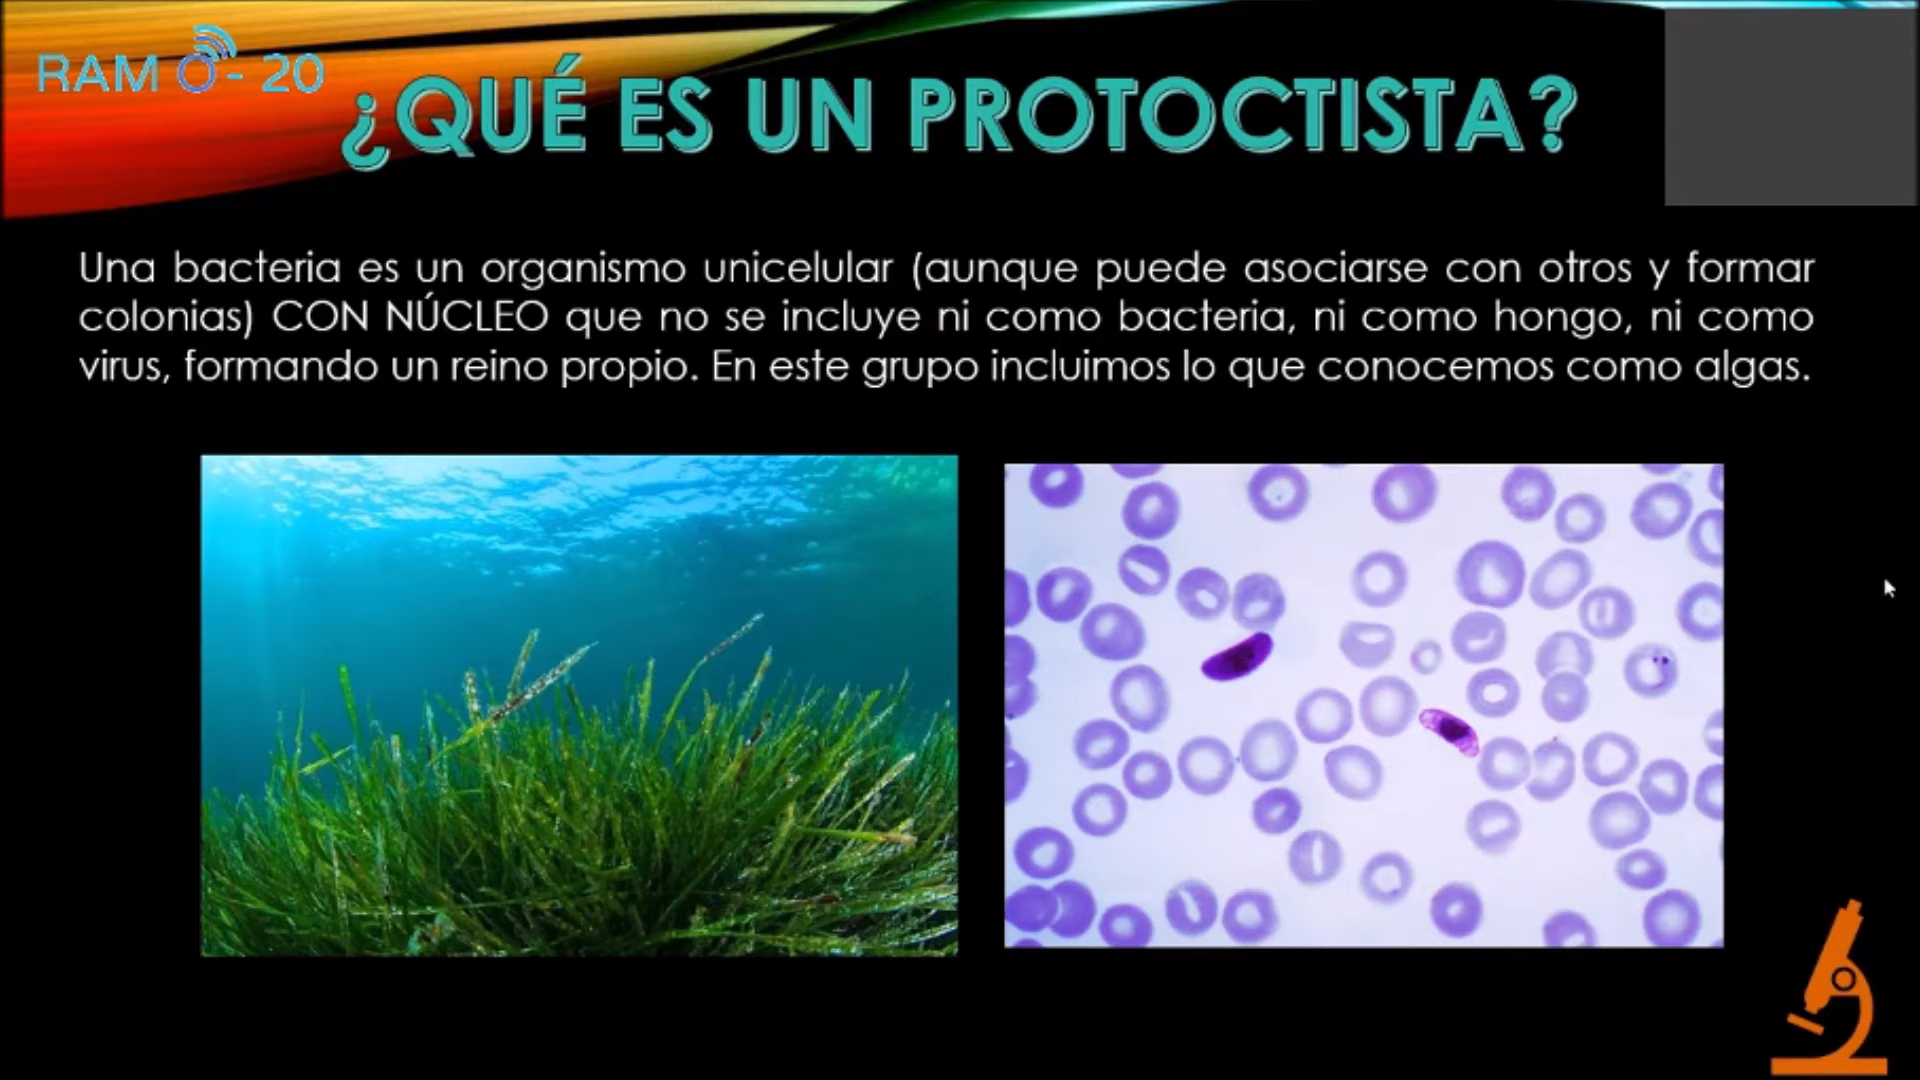 RAM O - 20
¿QUÉ ES UN PROTOCTISTA?
Una bacteria es un organismo unicelular (aunque puede asociarse con otros y formar
colonias) CON NÚCLEO que no se incluye ni como bacteria, ni como hongo, ni como
virus, formando un reino propio. En este grupo incluimos lo que conocemos como algas.